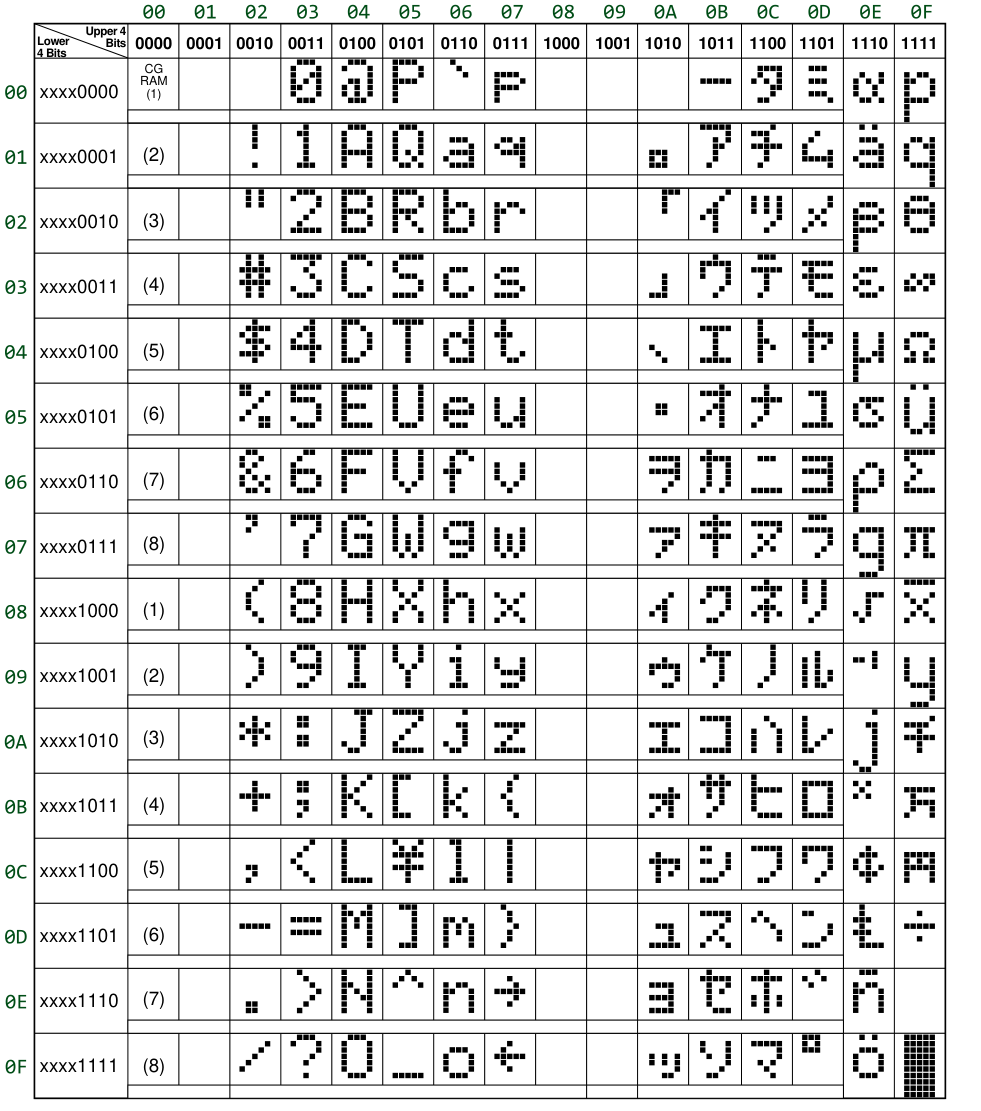 00 01 02 03 04 05 06 07 08 09 0A 0B 0C 0D 0E 0F
Upper 4 Bits
Lower 4 Bits
0000 0001 0010 0011 0100 0101 0110 0111 1000 1001 1010 1011 1100 1101 1110 1111
00 xxxx0000 CG RAM (1) 0 @ P ` p ー タ ミ α p
01 xxxx0001 (2) ! 1 A Q a q 。 ア チ ム ä q
02 xxxx0010 (3) " 2 B R b r 「 イ ツ メ β θ
03 xxxx0011 (4) # 3 C S c s 」 ウ テ モ ε ∞
04 xxxx0100 (5) $ 4 D T d t 、 エ ト ヤ μ Ω
05 xxxx0101 (6) % 5 E U e u ・ オ ナ ユ σ ü
06 xxxx0110 (7) & 6 F V f v ヲ カ ニ ヨ ρ Σ
07 xxxx0111 (8) ' 7 G W g w ァ キ ヌ ラ g π
08 xxxx1000 (1) ( 8 H X h x ィ ク ネ リ √ x̄
09 xxxx1001 (2) ) 9 I Y i y ゥ ケ ノ ル ⁻¹ y
0A xxxx1010 (3) * : J Z j z ェ コ ハ レ j 千
0B xxxx1011 (4) + ; K [ k { ォ サ ヒ ロ ˣ 万
0C xxxx1100 (5) , < L ¥ l | ャ シ フ ワ ¢ 円
0D xxxx1101 (6) - = M ] m } ュ ス ヘ ン £ ÷
0E xxxx1110 (7) . > N ^ n → ョ セ ホ ゛ ñ
0F xxxx1111 (8) / ? O _ o ← ッ ソ マ ゜ ö █